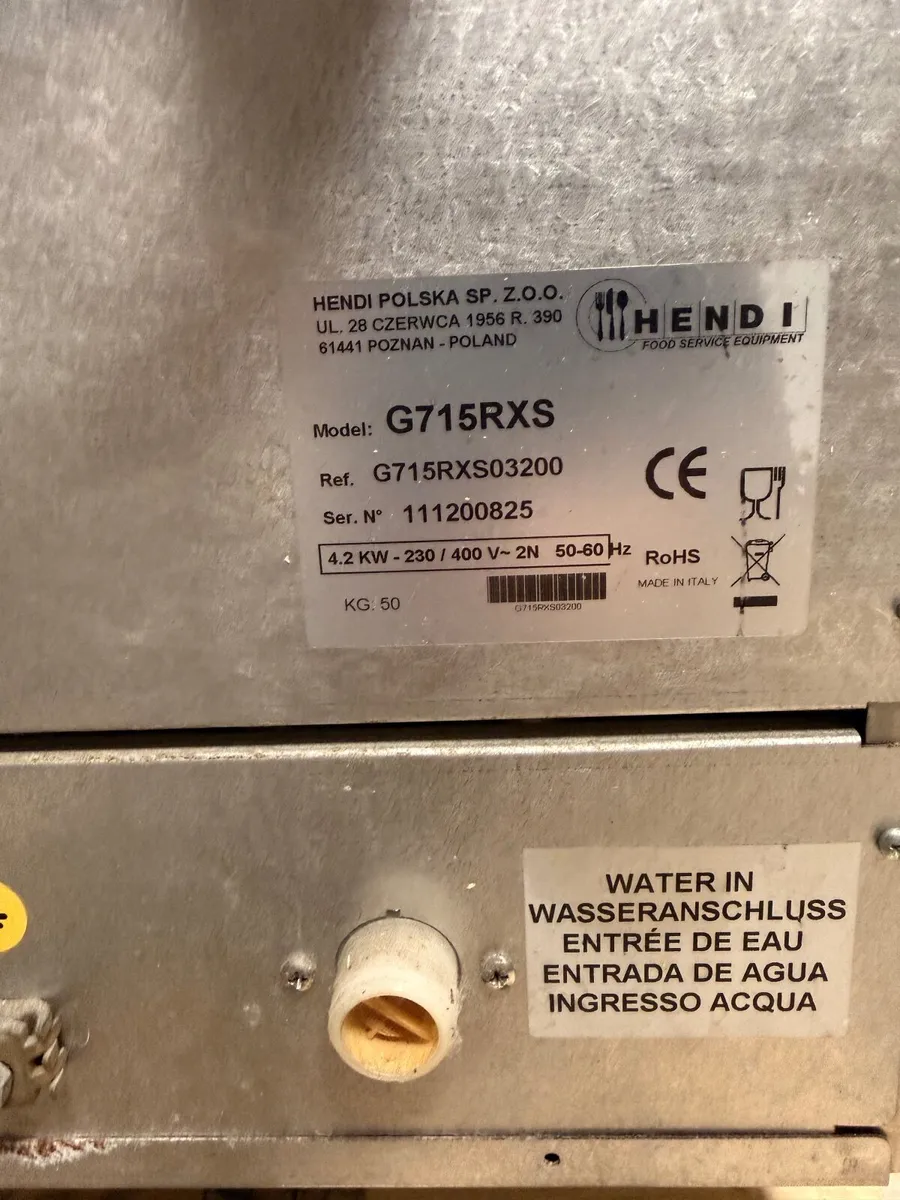 HENDI POLSKA SP. Z.O.O.
UL. 28 CZERWCA 1956 R. 390
61441 POZNAN - POLAND
HENDI
FOOD SERVICE EQUIPMENT
Model: G715RXS
Ref. G715RXS03200
Ser. N° 111200825
4.2 KW - 230 / 400 V~ 2N 50-60 Hz
KG: 50
G715RXS03200
CE
RoHS
MADE IN ITALY
WATER IN
WASSERANSCHLUSS
ENTRÉE DE EAU
ENTRADA DE AGUA
INGRESSO ACQUA